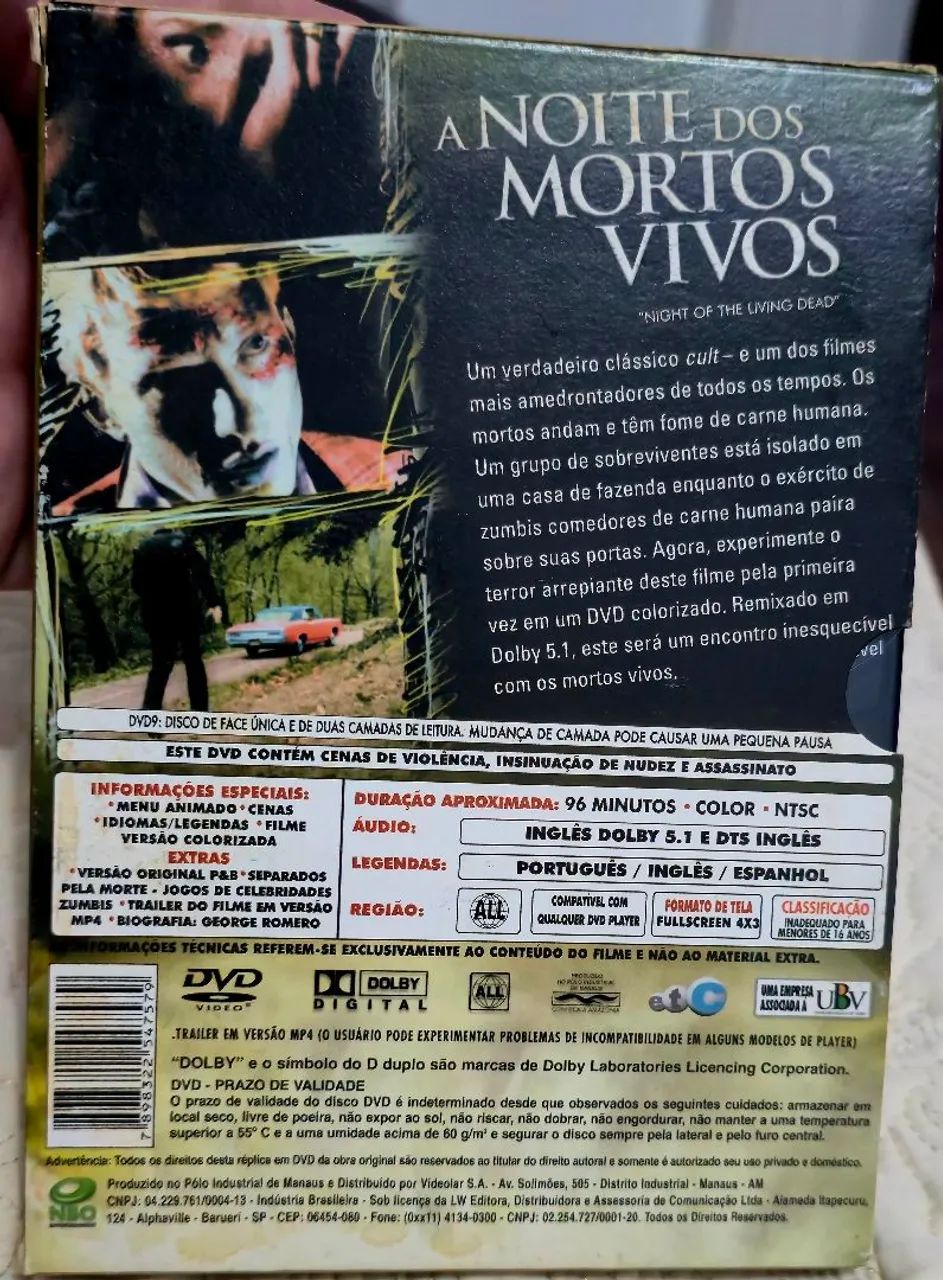 A NOITE DOS
MORTOS
VIVOS
"NIGHT OF THE LIVING DEAD"
Um verdadeiro clássico cult – e um dos filmes
mais amedrontadores de todos os tempos. Os
mortos andam e têm fome de carne humana.
Um grupo de sobreviventes está isolado em
uma casa de fazenda enquanto o exército de
zumbis comedores de carne humana paira
sobre suas portas. Agora, experimente o
terror arrepiante deste filme pela primeira
vez em um DVD colorizado. Remixado em
Dolby 5.1, este será um encontro inesquecível
vel
com os mortos vivos.
DVD9: DISCO DE FACE ÚNICA E DE DUAS CAMADAS DE LEITURA. MUDANÇA DE CAMADA PODE CAUSAR UMA PEQUENA PAUSA
ESTE DVD CONTÉM CENAS DE VIOLÊNCIA, INSINUAÇÃO DE NUDEZ E ASSASSINATO
INFORMAÇÕES ESPECIAIS:
*MENU ANIMADO *CENAS
*IDIOMAS/LEGENDAS *FILME
VERSÃO COLORIZADA
EXTRAS
*VERSÃO ORIGINAL P&B *SEPARADOS
PELA MORTE - JOGOS DE CELEBRIDADES
ZUMBIS *TRAILER DO FILME EM VERSÃO
MP4 *BIOGRAFIA: GEORGE ROMERO
DURAÇÃO APROXIMADA: 96 MINUTOS • COLOR • NTSC
ÁUDIO: INGLÊS DOLBY 5.1 E DTS INGLÊS
LEGENDAS: PORTUGUÊS / INGLÊS / ESPANHOL
REGIÃO: ALL
COMPATÍVEL COM
QUALQUER DVD PLAYER
FORMATO DE TELA
FULLSCREEN 4X3
CLASSIFICAÇÃO
INADEQUADO PARA
MENORES DE 16 ANOS
INFORMAÇÕES TÉCNICAS REFEREM-SE EXCLUSIVAMENTE AO CONTEÚDO DO FILME E NÃO AO MATERIAL EXTRA.
DVD
VIDEO
DOLBY
DIGITAL
ALL
PRODUZIDO
NO PÓLO INDUSTRIAL
DE MANAUS
CONHEÇA A AMAZÔNIA
etc
UMA EMPRESA
ASSOCIADA À UBV
.TRAILER EM VERSÃO MP4 (O USUÁRIO PODE EXPERIMENTAR PROBLEMAS DE INCOMPATIBILIDADE EM ALGUNS MODELOS DE PLAYER)
"DOLBY" e o símbolo do D duplo são marcas de Dolby Laboratories Licencing Corporation.
DVD - PRAZO DE VALIDADE
O prazo de validade do disco DVD é indeterminado desde que observados os seguintes cuidados: armazenar em
local seco, livre de poeira, não expor ao sol, não riscar, não dobrar, não engordurar, não manter a uma temperatura
superior a 55° C e a uma umidade acima de 60 g/m³ e segurar o disco sempre pela lateral e pelo furo central.
7 898322 547579
Advertência: Todos os direitos desta réplica em DVD da obra original são reservados ao titular do direito autoral e somente é autorizado seu uso privado e doméstico.
NBO
Produzido no Pólo Industrial de Manaus e Distribuído por Videolar S.A. - Av. Solimões, 505 - Distrito Industrial - Manaus - AM
CNPJ: 04.229.761/0004-13 - Indústria Brasileira - Sob licença da LW Editora, Distribuidora e Assessoria de Comunicação Ltda - Alameda Itapecuru,
124 - Alphaville - Barueri - SP - CEP: 06454-080 - Fone: (0xx11) 4134-0300 - CNPJ: 02.254.727/0001-20. Todos os Direitos Reservados.